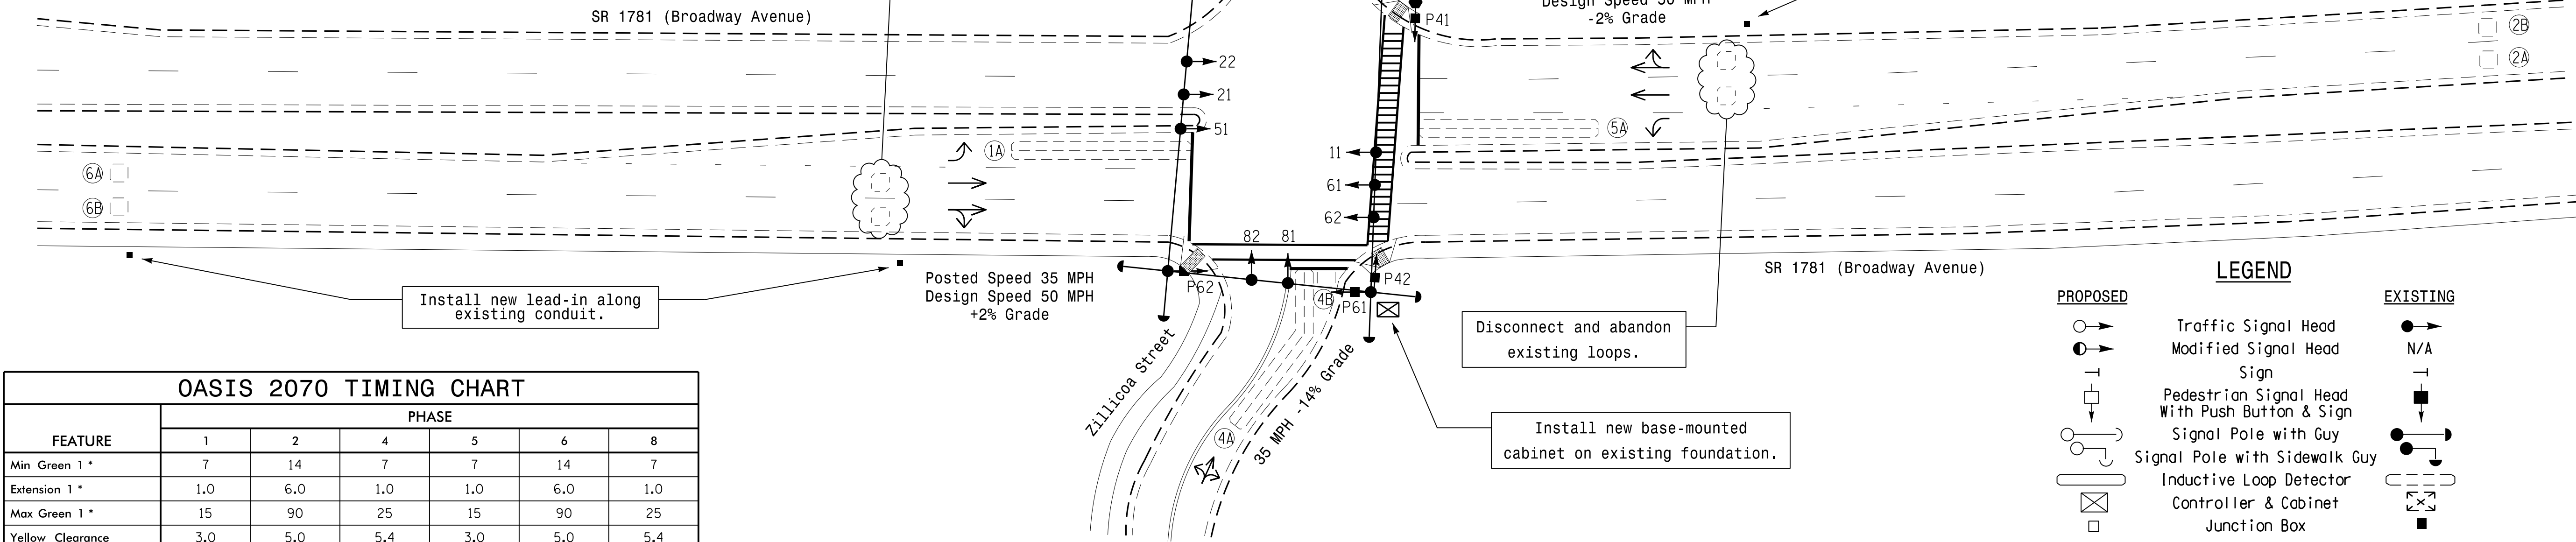 SR 1781 (Broadway Avenue)
-2% Grade
P41
22
21
51
1A
5A
11
61
62
2B
2A
6A
6B
82 81
P62
4B
P61
P42
4A
Posted Speed 35 MPH
Design Speed 50 MPH
+2% Grade
SR 1781 (Broadway Avenue)
Install new lead-in along
existing conduit.
Disconnect and abandon
existing loops.
Install new base-mounted
cabinet on existing foundation.
Zillicoa Street
35 MPH -14% Grade
LEGEND
PROPOSED EXISTING
Traffic Signal Head
Modified Signal Head N/A
Sign
Pedestrian Signal Head
With Push Button & Sign
Signal Pole with Guy
Signal Pole with Sidewalk Guy
Inductive Loop Detector
Controller & Cabinet
Junction Box
OASIS 2070 TIMING CHART
PHASE
FEATURE 1 2 4 5 6 8
Min Green 1 * 7 14 7 7 14 7
Extension 1 * 1.0 6.0 1.0 1.0 6.0 1.0
Max Green 1 * 15 90 25 15 90 25
Yellow Clearance 3.0 5.0 5.4 3.0 5.0 5.4